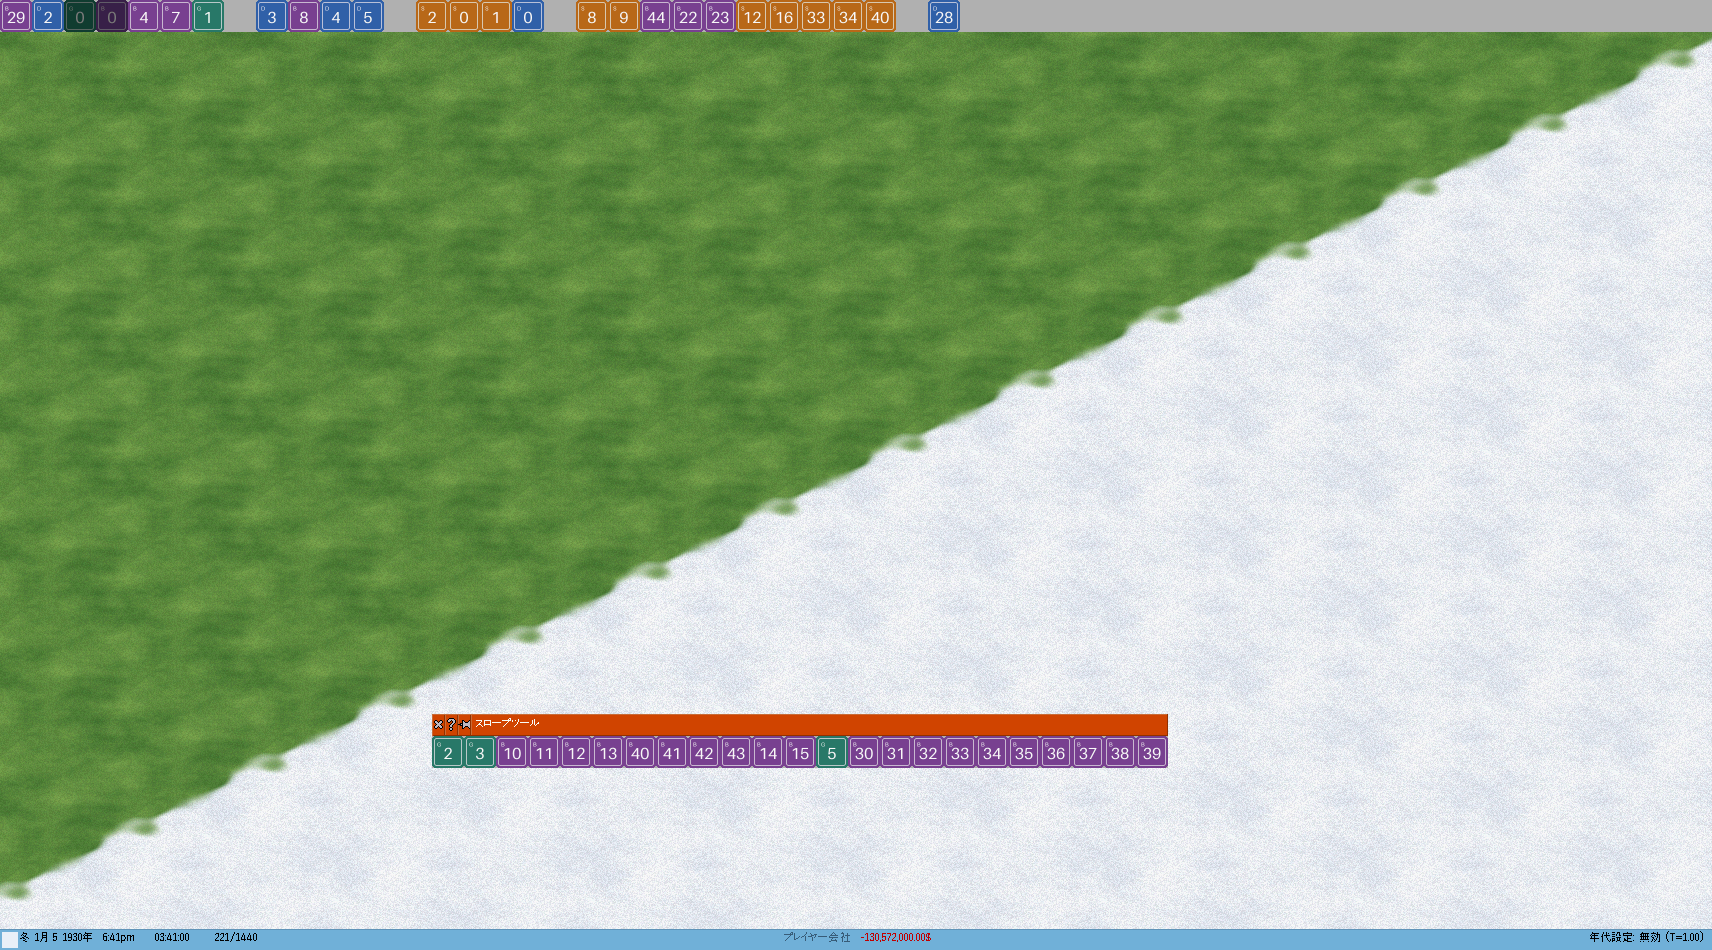 29 2 0 0 4 7 1 3 8 4 5 2 0 1 0 8 9 44 22 23 12 16 33 34 40 28
スロープツール
2 3 10 11 12 13 40 41 42 43 14 15 5 30 31 32 33 34 35 36 37 38 39
冬 1月 5 1930年 6:41pm 03:41:00 221/1440 プレイヤー会社 -130,572,000.00$ 年代設定: 無効 (T=1.00)